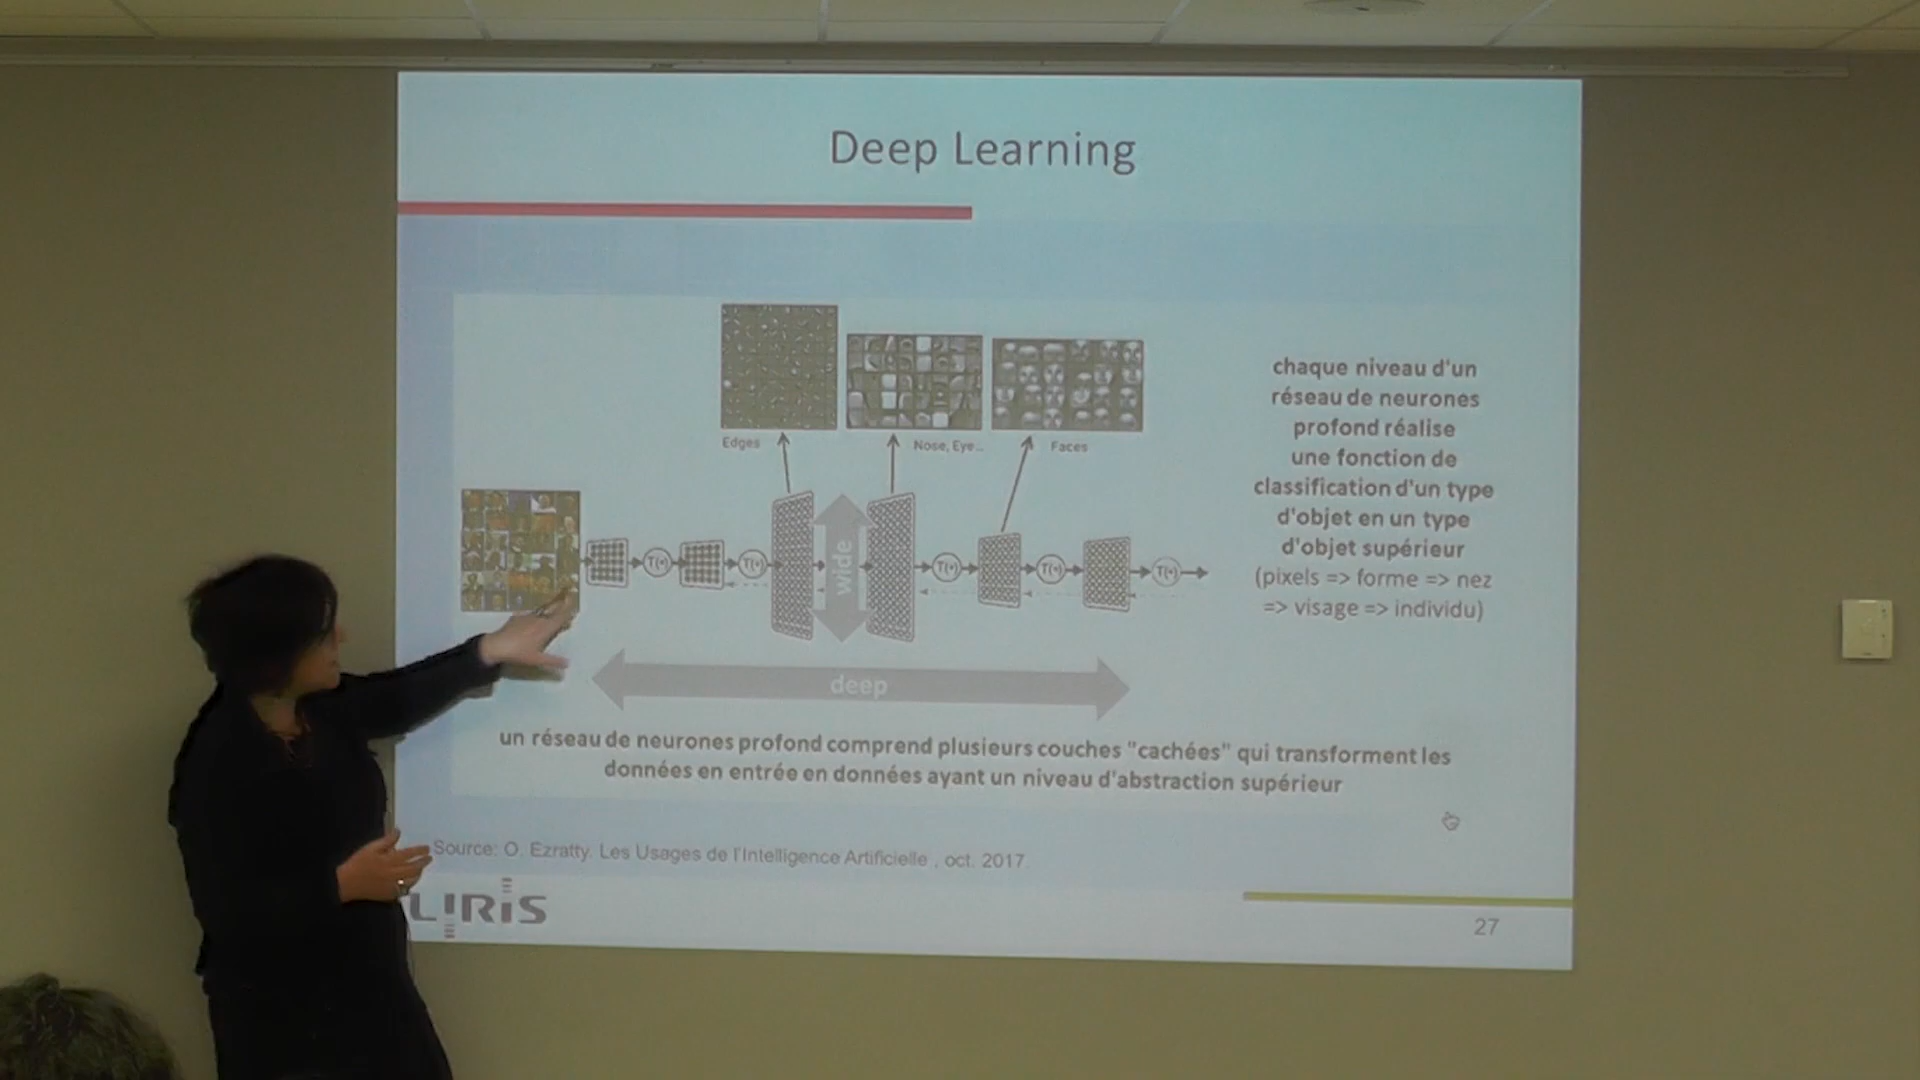 Deep Learning
Edges
Nose, Eye...
Faces
chaque niveau d'un
réseau de neurones
profond réalise
une fonction de
classification d'un type
d'objet en un type
d'objet supérieur
(pixels => forme => nez
=> visage => individu)
T(•)
T(•)
wide
T(•)
T(•)
T(•)
deep
un réseau de neurones profond comprend plusieurs couches "cachées" qui transforment les
données en entrée en données ayant un niveau d'abstraction supérieur
Source: O. Ezratty. Les Usages de l'Intelligence Artificielle , oct. 2017.
LIRIS
27